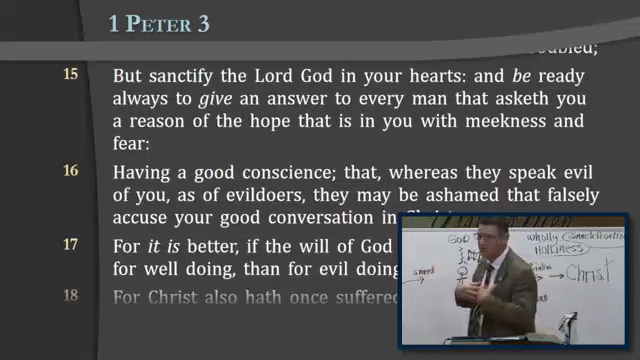 1 PETER 3
15 But sanctify the Lord God in your hearts: and be ready
always to give an answer to every man that asketh you
a reason of the hope that is in you with meekness and
fear:
16 Having a good conscience; that, whereas they speak evil
of you, as of evildoers, they may be ashamed that falsely
accuse your good conversation in
17 For it is better, if the will of God
for well doing, than for evil doing
18 For Christ also hath once suffered
GOD
WHOLLY
HOLINESS
Christ